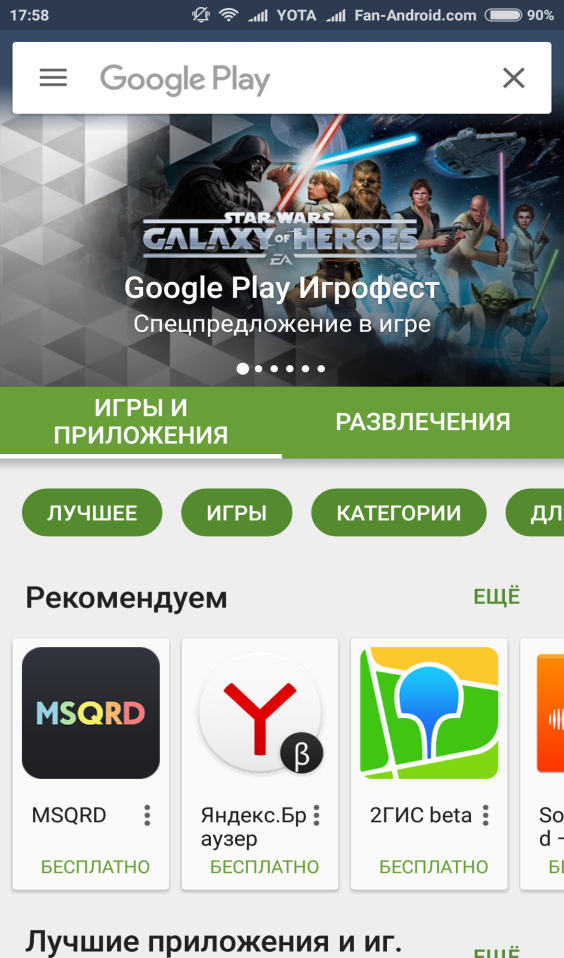 17:58 YOTA Fan-Android.com 90%
Google Play
STAR WARS
GALAXY OF HEROES
EA
Google Play Игрофест
Спецпредложение в игре
ИГРЫ И
ПРИЛОЖЕНИЯ
РАЗВЛЕЧЕНИЯ
ЛУЧШЕЕ ИГРЫ КАТЕГОРИИ ДЛ
Рекомендуем ЕЩЁ
MSQRD
β
MSQRD
Яндекс.Бр
аузер
2ГИС beta
So
d -
БЕСПЛАТНО БЕСПЛАТНО БЕСПЛАТНО
Лучшие приложения и иг. ЕЩЁ